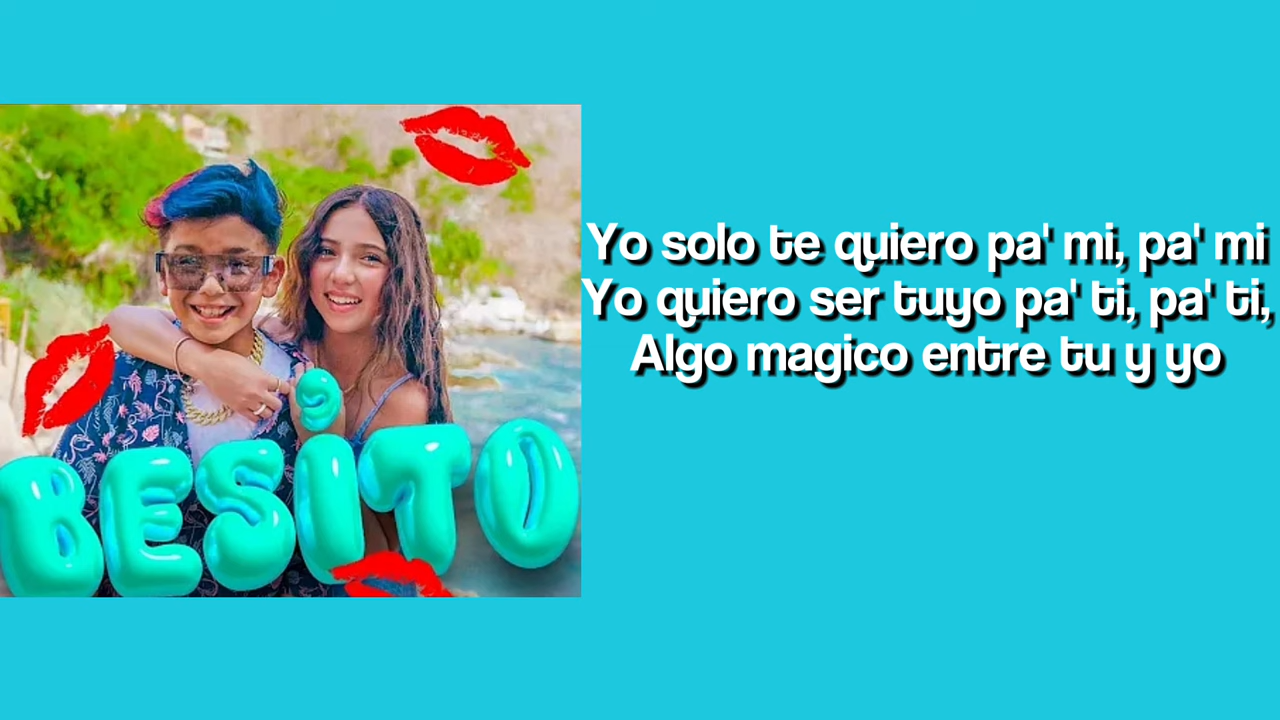 BESITO
Yo solo te quiero pa' mi, pa' mi
Yo quiero ser tuyo pa' ti, pa' ti,
Algo magico entre tu y yo